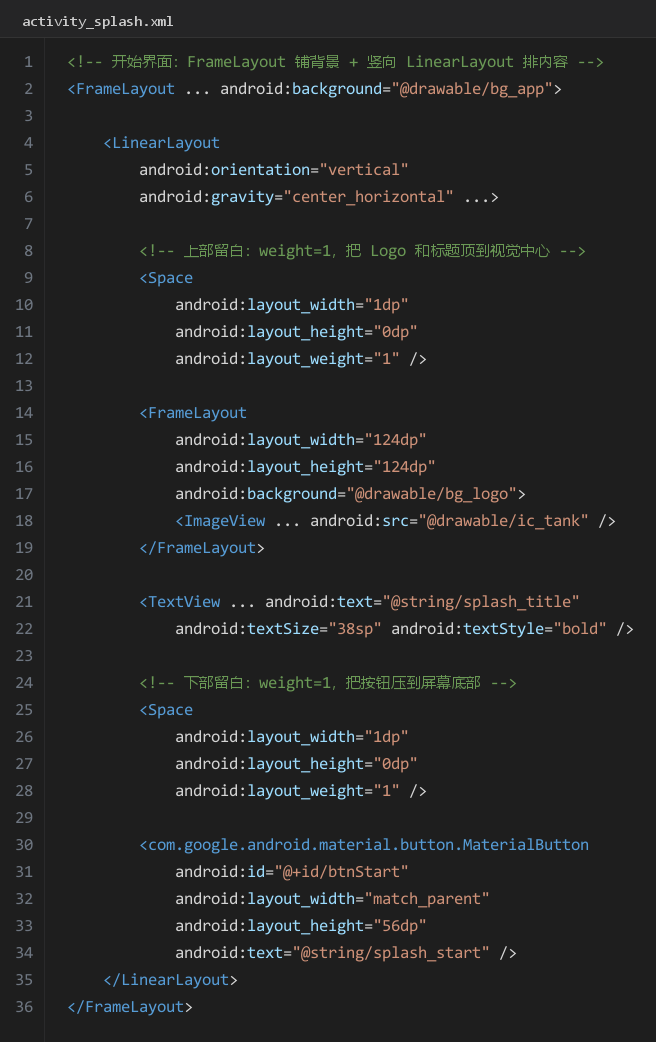 activity_splash.xml
1 <!-- 开始界面: FrameLayout 铺背景 + 竖向 LinearLayout 排内容 -->
2 <FrameLayout ... android:background="@drawable/bg_app">
3
4     <LinearLayout
5         android:orientation="vertical"
6         android:gravity="center_horizontal" ...>
7
8         <!-- 上部留白: weight=1, 把 Logo 和标题顶到视觉中心 -->
9         <Space
10             android:layout_width="1dp"
11             android:layout_height="0dp"
12             android:layout_weight="1" />
13
14         <FrameLayout
15             android:layout_width="124dp"
16             android:layout_height="124dp"
17             android:background="@drawable/bg_logo">
18             <ImageView ... android:src="@drawable/ic_tank" />
19         </FrameLayout>
20
21         <TextView ... android:text="@string/splash_title"
22             android:textSize="38sp" android:textStyle="bold" />
23
24         <!-- 下部留白: weight=1, 把按钮压到屏幕底部 -->
25         <Space
26             android:layout_width="1dp"
27             android:layout_height="0dp"
28             android:layout_weight="1" />
29
30         <com.google.android.material.button.MaterialButton
31             android:id="@+id/btnStart"
32             android:layout_width="match_parent"
33             android:layout_height="56dp"
34             android:text="@string/splash_start" />
35     </LinearLayout>
36 </FrameLayout>